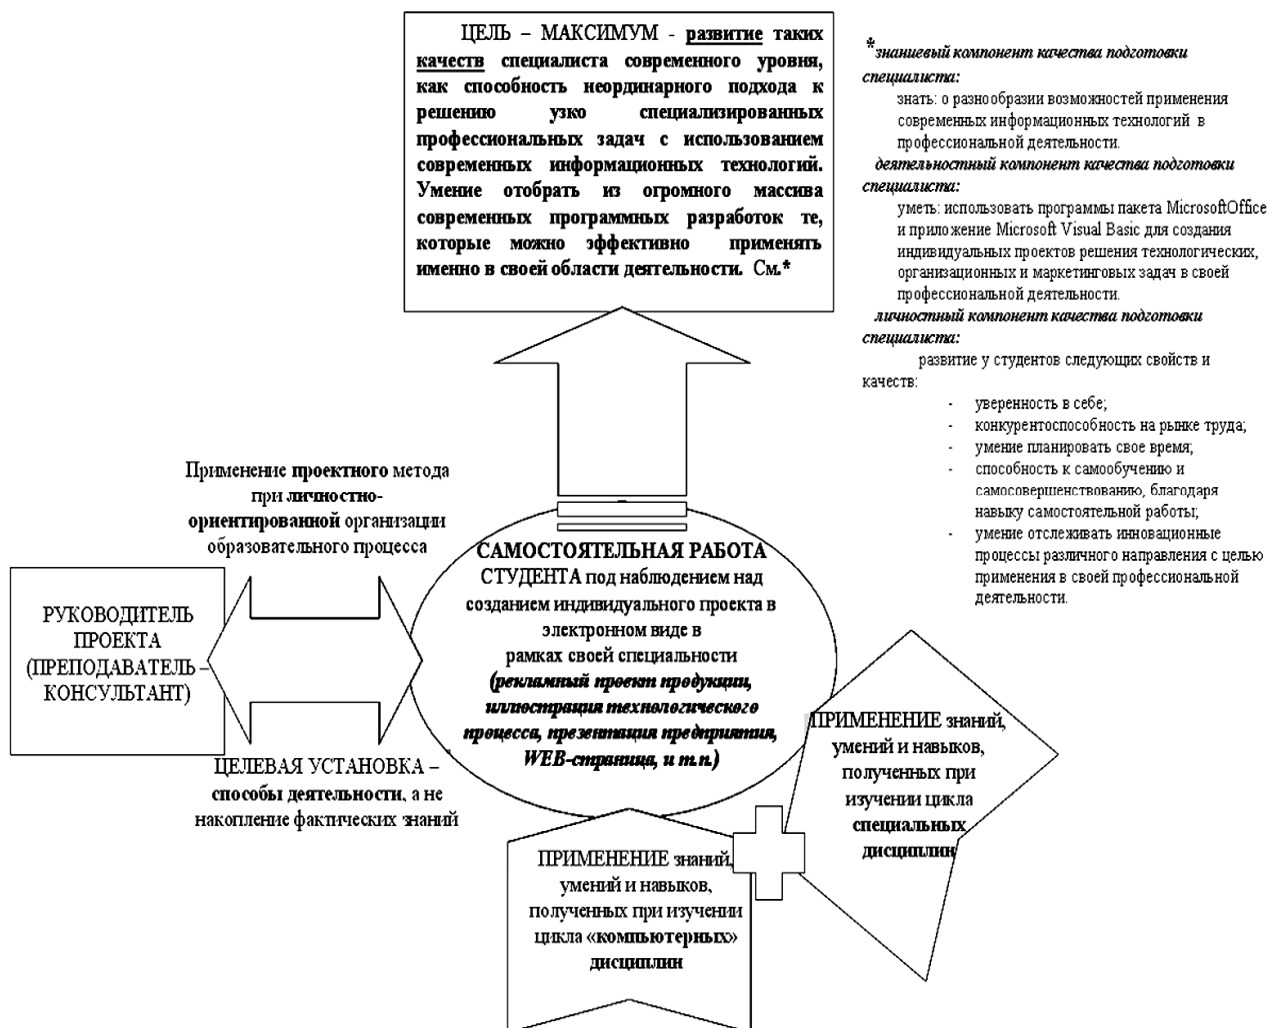 ЦЕЛЬ – МАКСИМУМ - развитие таких
качеств специалиста современного уровня,
как способность неординарного подхода к
решению узко специализированных
профессиональных задач с использованием
современных информационных технологий.
Умение отобрать из огромного массива
современных программных разработок те,
которые можно эффективно применять
именно в своей области деятельности. См.*
*знаниевый компонент качества подготовки
специалиста:
знать: о разнообразии возможностей применения
современных информационных технологий в
профессиональной деятельности.
деятельностный компонент качества подготовки
специалиста:
уметь: использовать программы пакета MicrosoftOffice
и приложение Microsoft Visual Basic для создания
индивидуальных проектов решения технологических,
организационных и маркетинговых задач в своей
профессиональной деятельности.
личностный компонент качества подготовки
специалиста:
развитие у студентов следующих свойств и
качеств:
- уверенность в себе;
- конкурентоспособность на рынке труда;
- умение планировать свое время;
- способность к самообучению и
самосовершенствованию, благодаря
навыку самостоятельной работы;
- умение отслеживать инновационные
процессы различного направления с целью
применения в своей профессиональной
деятельности.
Применение проектного метода
при личностно-
ориентированной организации
образовательного процесса
РУКОВОДИТЕЛЬ
ПРОЕКТА
(ПРЕПОДАВАТЕЛЬ –
КОНСУЛЬТАНТ)
ЦЕЛЕВАЯ УСТАНОВКА –
способы деятельности, а не
накопление фактических знаний
САМОСТОЯТЕЛЬНАЯ РАБОТА
СТУДЕНТА под наблюдением над
созданием индивидуального проекта в
электронном виде в
рамках своей специальности
(рекламный проект продукции,
иллюстрация технологического
процесса, презентация предприятия,
WEB-страница, и т.п.)
ПРИМЕНЕНИЕ знаний,
умений и навыков,
полученных при
изучении цикла
специальных
дисциплин
ПРИМЕНЕНИЕ знаний,
умений и навыков,
полученных при изучении
цикла «компьютерных»
дисциплин